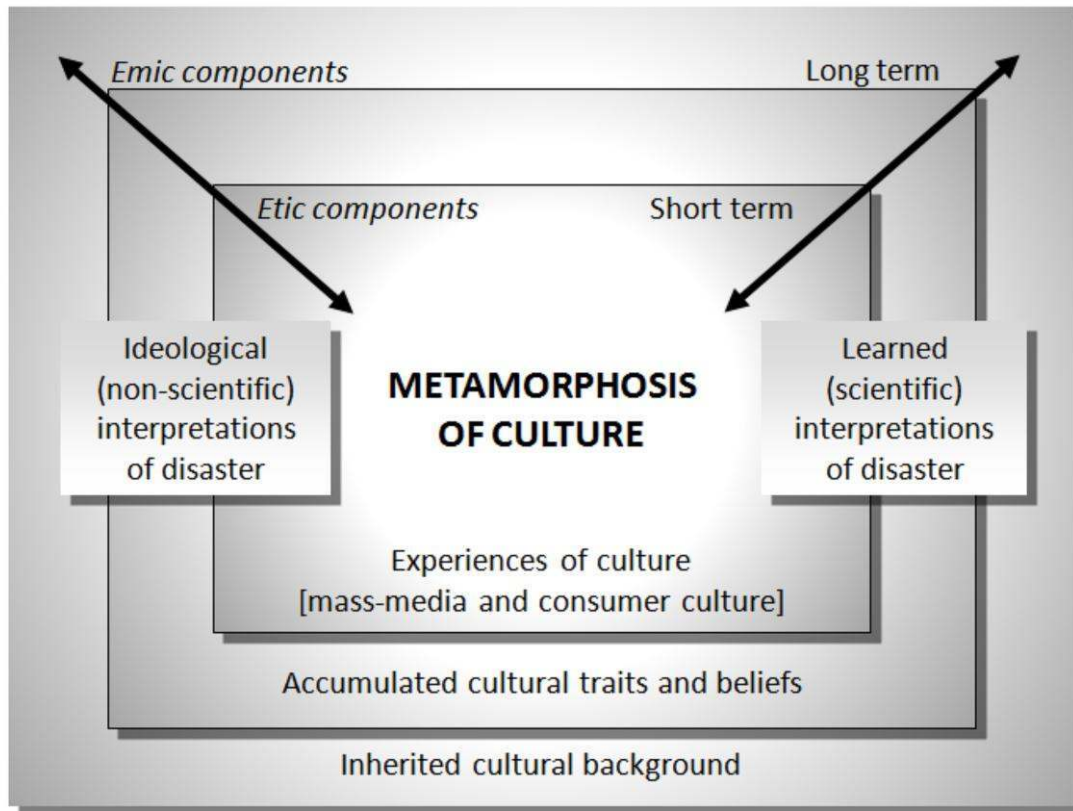 Emic components
Long term
Etic components
Short term
Ideological
(non-scientific)
interpretations
of disaster
METAMORPHOSIS
OF CULTURE
Learned
(scientific)
interpretations
of disaster
Experiences of culture
[mass-media and consumer culture]
Accumulated cultural traits and beliefs
Inherited cultural background